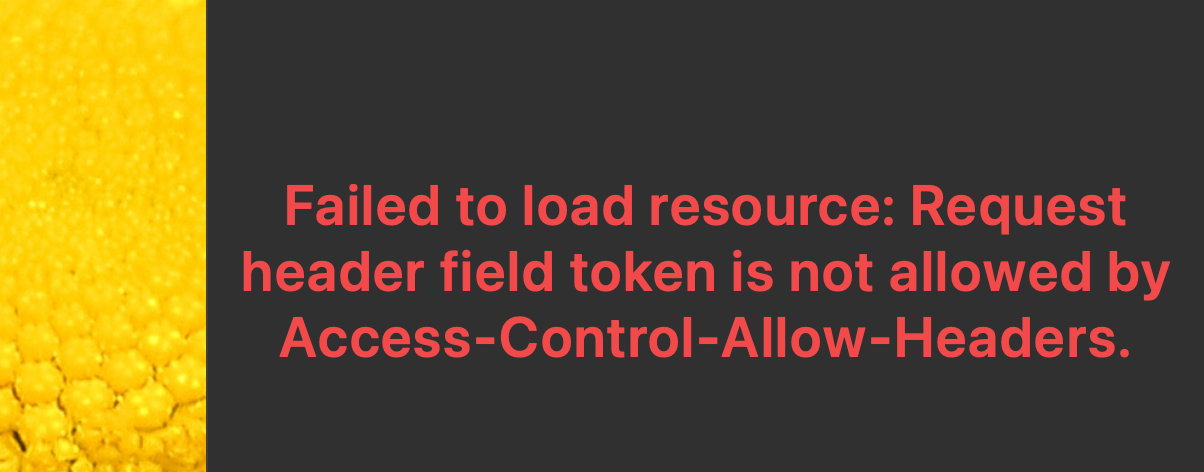 Failed to load resource: Request
header field token is not allowed by
Access-Control-Allow-Headers.